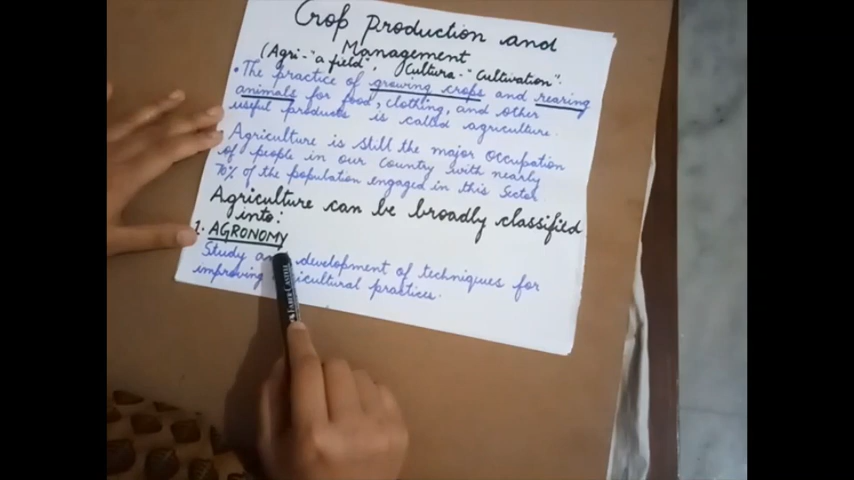 Crop Production and
Management
(Agri-"a field", Cultura-"Cultivation".
• The practice of growing crops and rearing
animals for food, clothing, and other
useful products is called agriculture.
Agriculture is still the major occupation
of people in our country with nearly
70% of the population engaged in this Sector.
Agriculture can be broadly classified
into:
1. AGRONOMY
Study development of techniques for
improving agricultural practices.
FABER-CASTELL